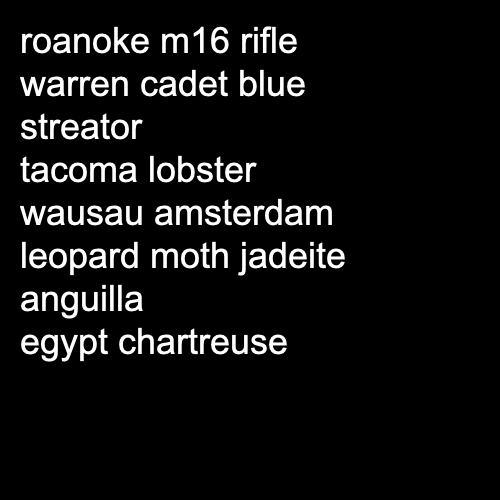 roanoke m16 rifle
warren cadet blue
streator
tacoma lobster
wausau amsterdam
leopard moth jadeite
anguilla
egypt chartreuse